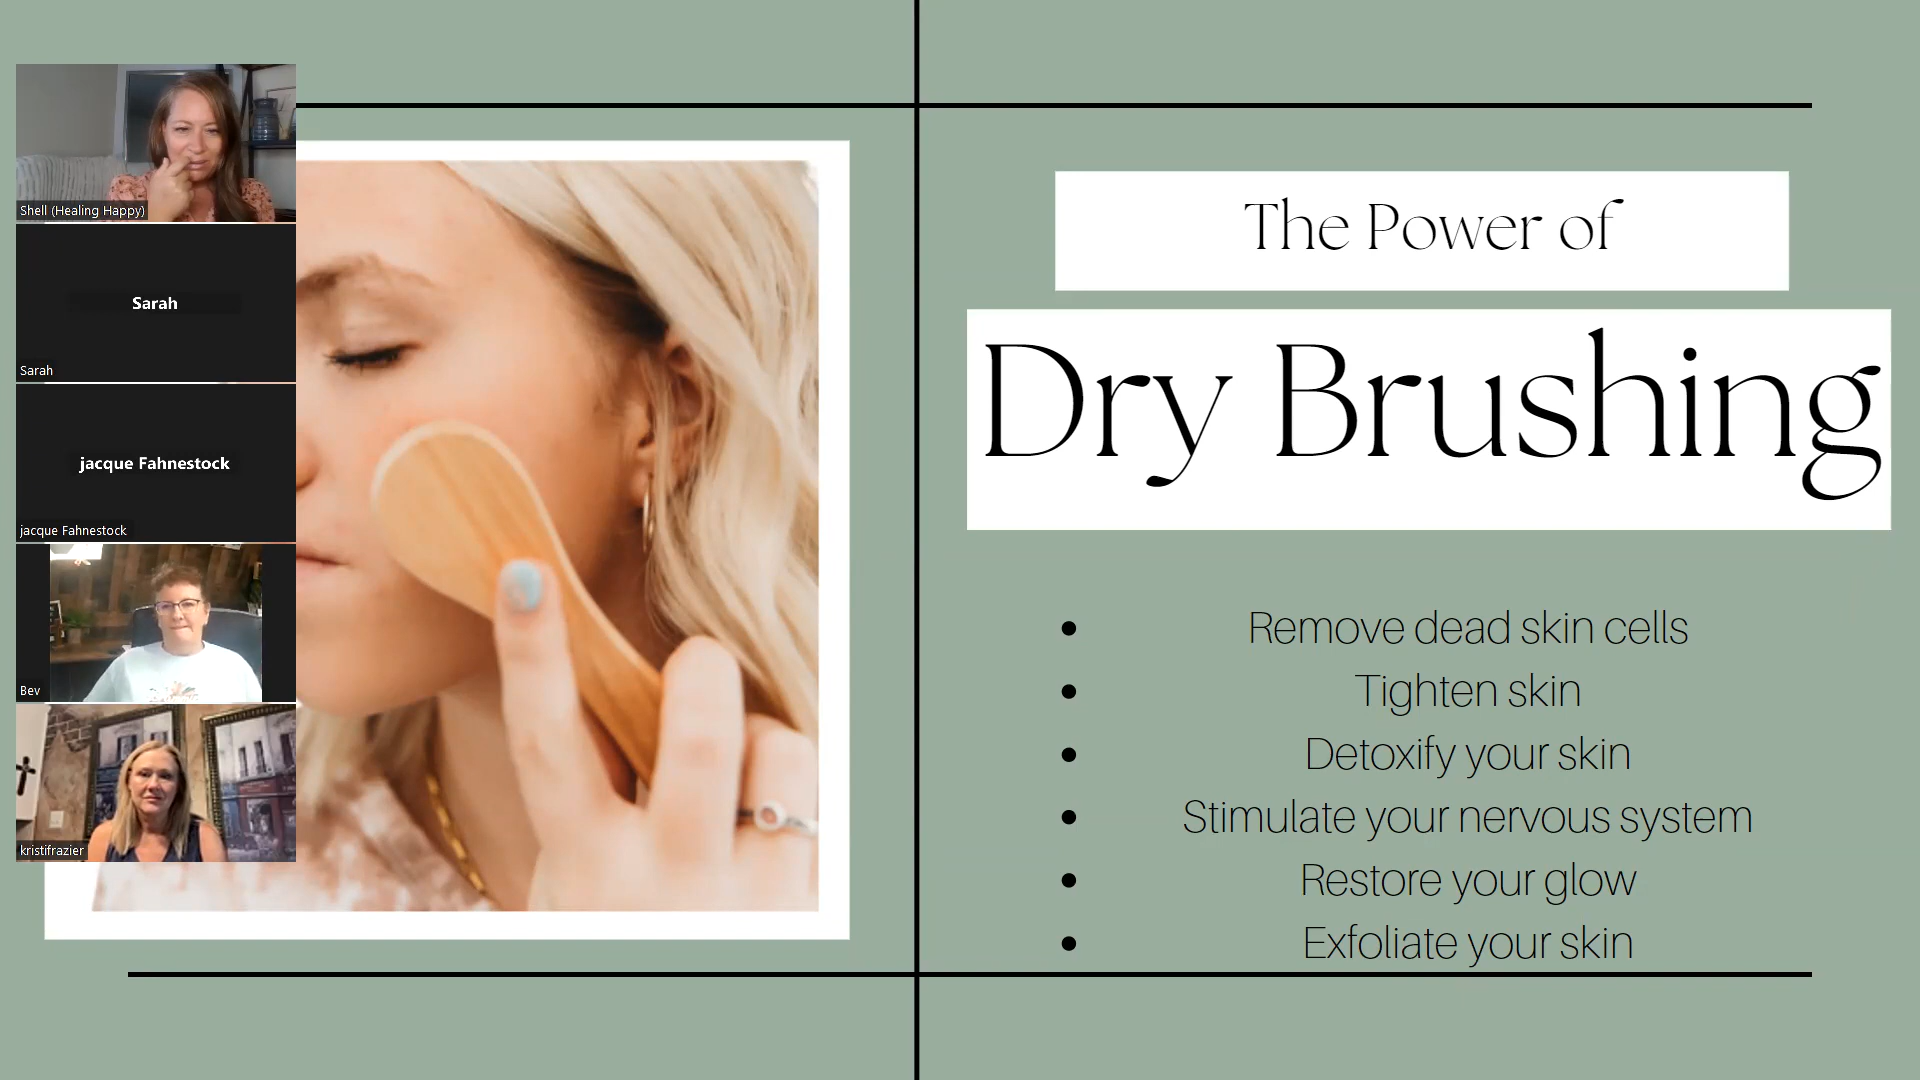 Shell (Healing Happy)
Sarah
Sarah
jacque Fahnestock
jacque Fahnestock
Bev
kristifrazier
The Power of
Dry Brushing
• Remove dead skin cells
• Tighten skin
• Detoxify your skin
• Stimulate your nervous system
• Restore your glow
• Exfoliate your skin